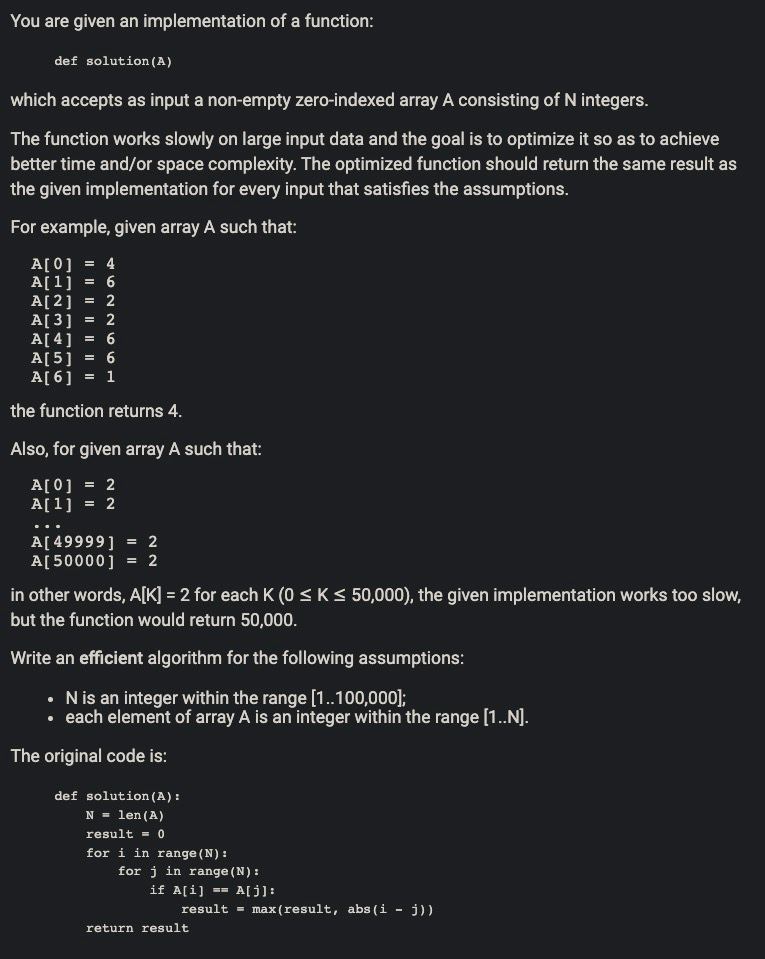 You are given an implementation of a function:
def solution(A)
which accepts as input a non-empty zero-indexed array A consisting of N integers.
The function works slowly on large input data and the goal is to optimize it so as to achieve
better time and/or space complexity. The optimized function should return the same result as
the given implementation for every input that satisfies the assumptions.
For example, given array A such that:
A[0] = 4
A[1] = 6
A[2] = 2
A[3] = 2
A[4] = 6
A[5] = 6
A[6] = 1
the function returns 4.
Also, for given array A such that:
A[0] = 2
A[1] = 2
...
A[49999] = 2
A[50000] = 2
in other words, A[K] = 2 for each K (0 ≤ K ≤ 50,000), the given implementation works too slow,
but the function would return 50,000.
Write an efficient algorithm for the following assumptions:
• N is an integer within the range [1..100,000];
• each element of array A is an integer within the range [1..N].
The original code is:
def solution(A):
    N = len(A)
    result = 0
    for i in range(N):
        for j in range(N):
            if A[i] == A[j]:
                result = max(result, abs(i - j))
    return result